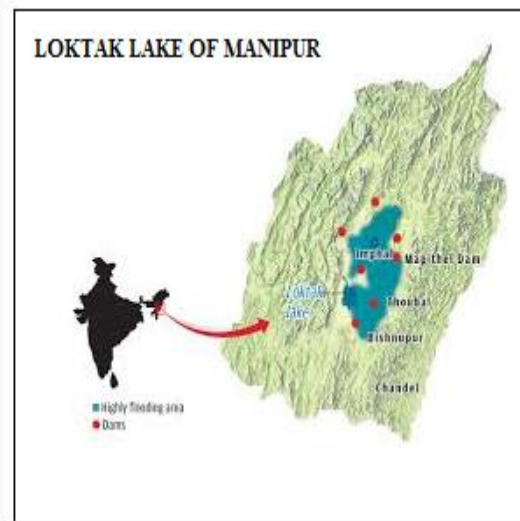 LOKTAK LAKE OF MANIPUR
Imphal
Mapithel Dam
Loktak
lake
Thoubal
Bishnupur
Chandel
Highly flooding area
Dams